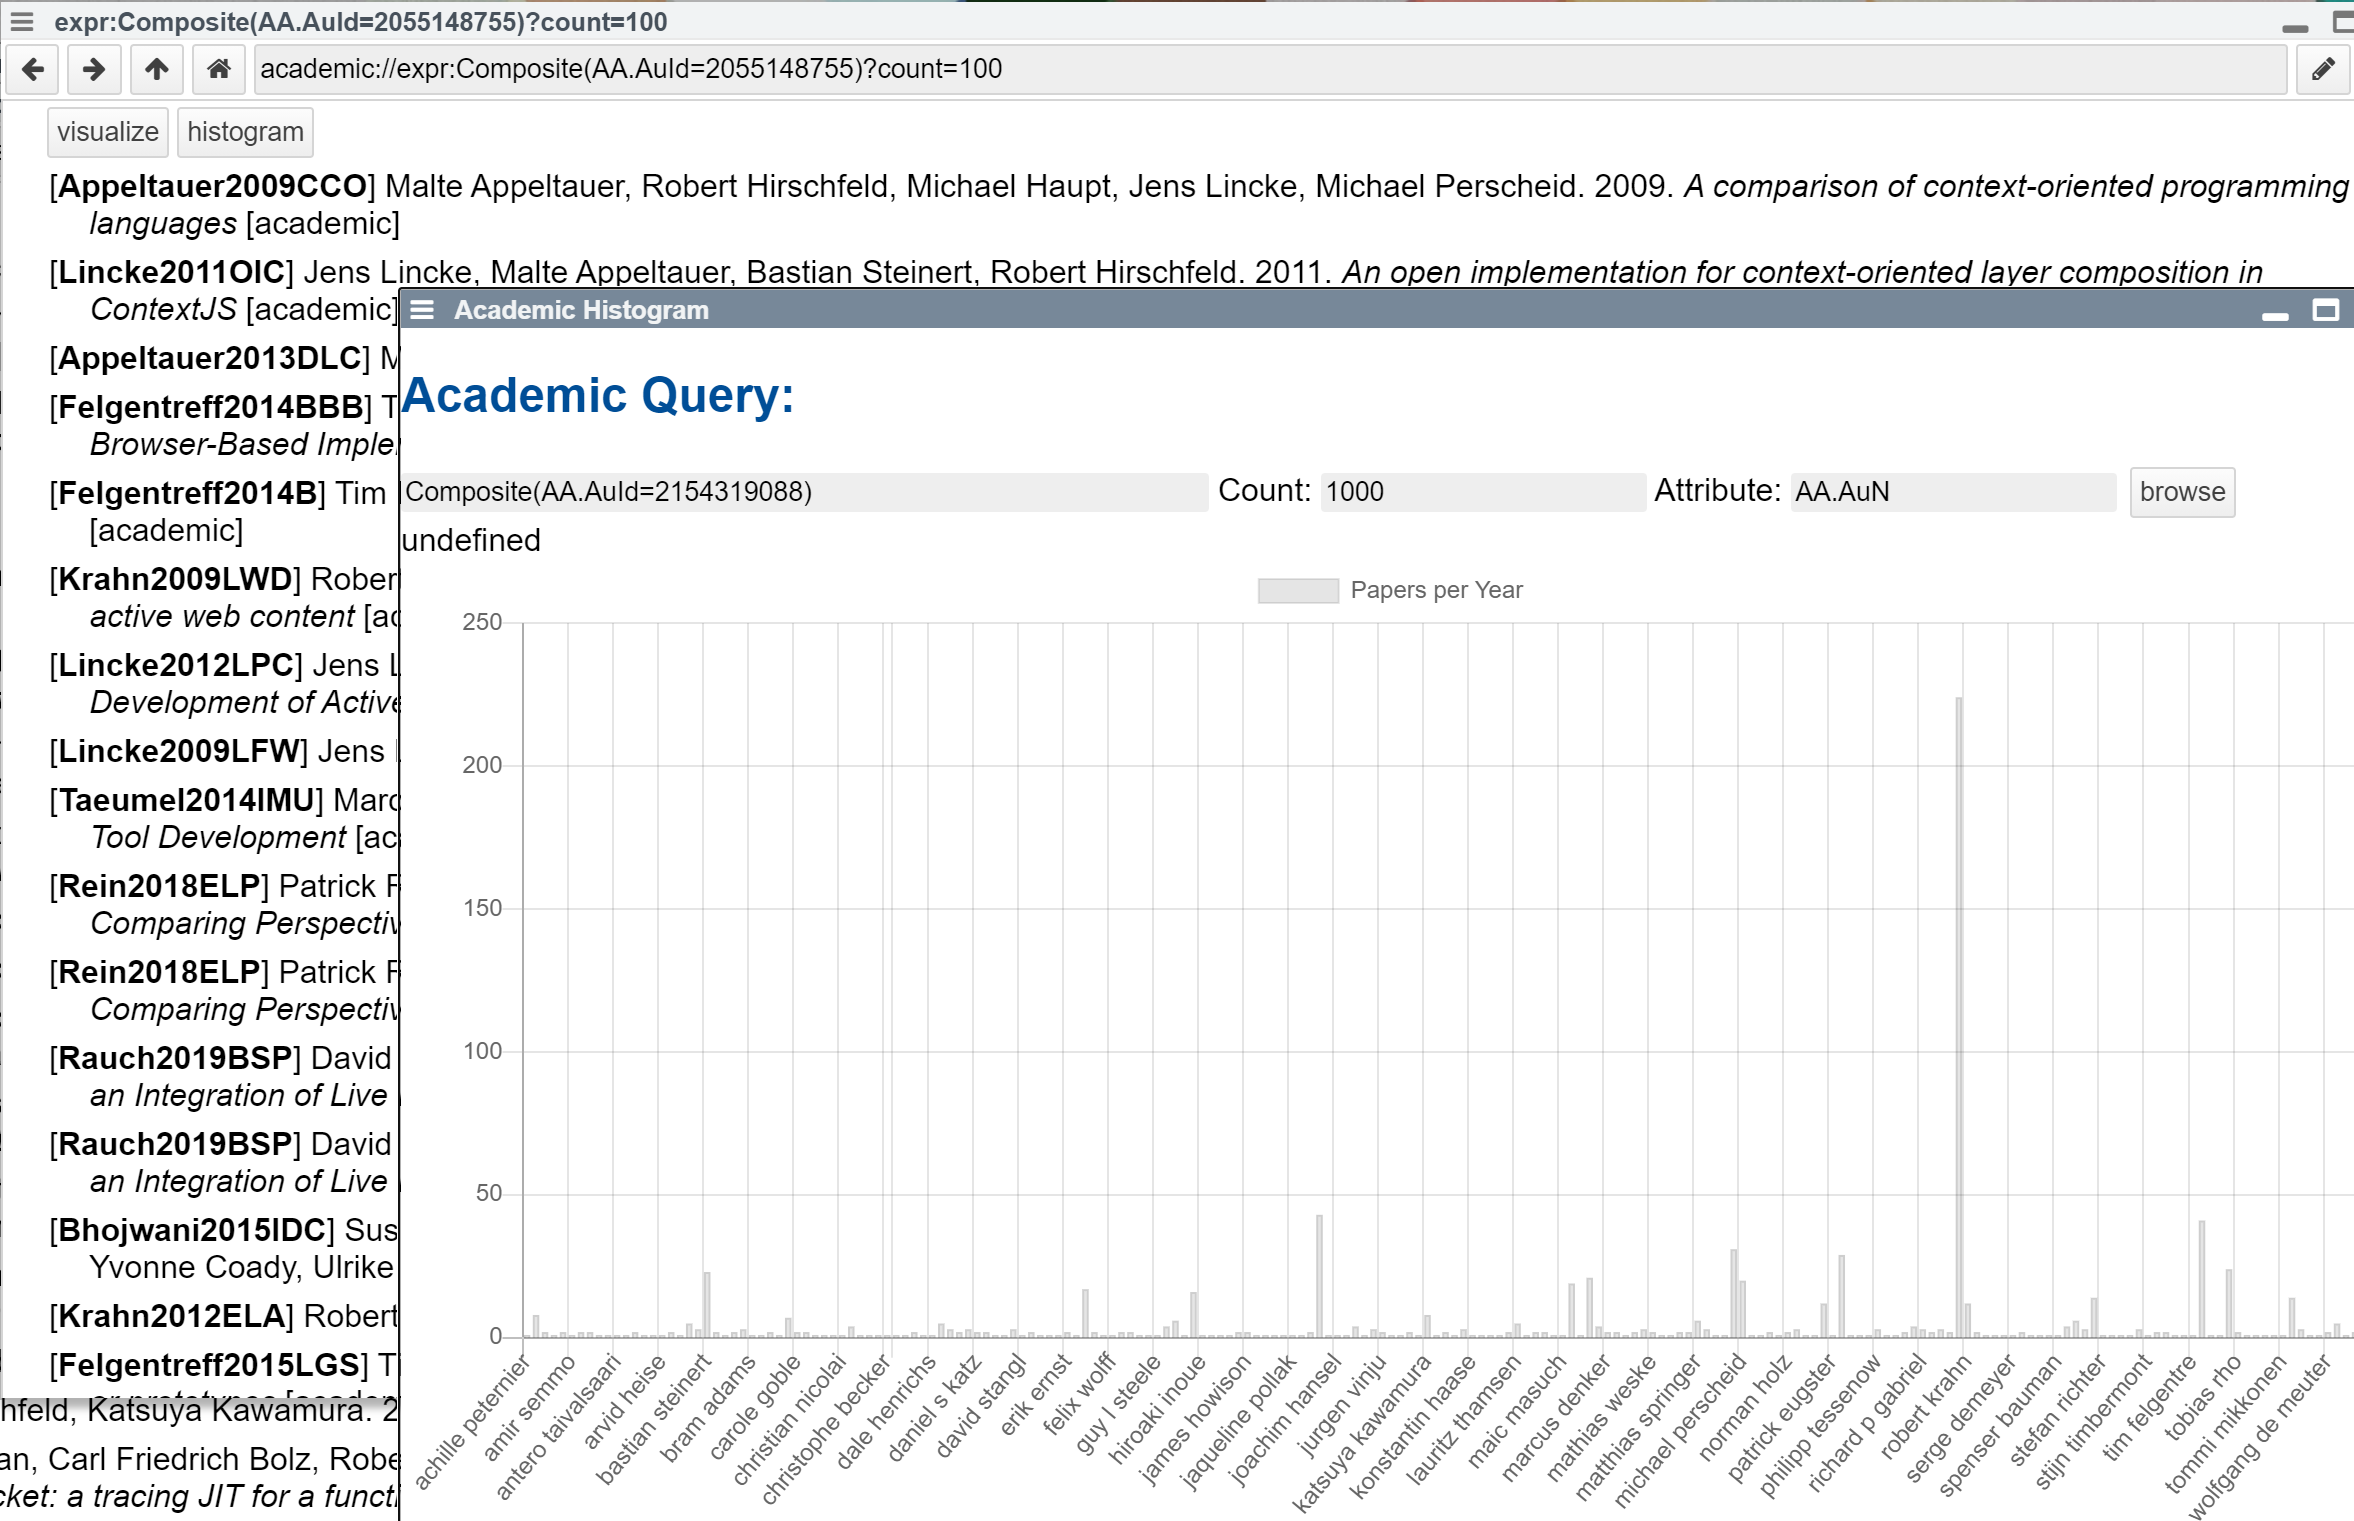 expr:Composite(AA.AuId=2055148755)?count=100
academic://expr:Composite(AA.AuId=2055148755)?count=100
visualize histogram
[Appeltauer2009CCO] Malte Appeltauer, Robert Hirschfeld, Michael Haupt, Jens Lincke, Michael Perscheid. 2009. A comparison of context-oriented programming
languages [academic]
[Lincke2011OIC] Jens Lincke, Malte Appeltauer, Bastian Steinert, Robert Hirschfeld. 2011. An open implementation for context-oriented layer composition in
ContextJS [academic]
[Appeltauer2013DLC]
[Felgentreff2014BBB]
Browser-Based
[Felgentreff2014B] Tim
[academic]
[Krahn2009LWD]
active web content
[Lincke2012LPC] Jens
Development of
[Lincke2009LFW] Jens
[Taeumel2014IMU]
Tool Development
[Rein2018ELP] Patrick
Comparing
[Rein2018ELP] Patrick
Comparing
[Rauch2019BSP] David
an Integration of Live
[Rauch2019BSP] David
an Integration of Live
[Bhojwani2015IDC]
Yvonne Coady, Ulrike
[Krahn2012ELA] Robert
[Felgentreff2015LGS]
hfeld, Katsuya Kawamura. 2
an, Carl Friedrich Bolz, Robe
cket: a tracing JIT for a functi
Academic Histogram
Academic Query:
Composite(AA.AuId=2154319088) Count: 1000 Attribute: AA.AuN browse
undefined
Papers per Year
250
200
150
100
50
0
achille peternier
amir semmo
antero taivalsaari
arvid heise
bastian steinert
bram adams
carole goble
christian nicolai
christophe becker
dale henrichs
daniel s katz
david stangl
erik ernst
felix wolff
guy l steele
hiroaki inoue
james howison
jaqueline pollak
joachim hansel
jurgen vinju
katsuya kawamura
konstantin haase
lauritz thamsen
maic masuch
marcus denker
mathias weske
matthias springer
michael perscheid
norman holz
patrick eugster
philipp tessenow
richard p gabriel
robert krahn
serge demeyer
spenser bauman
stefan richter
stijn timbermont
tim felgentre
tobias rho
tommi mikkonen
wolfgang de meuter